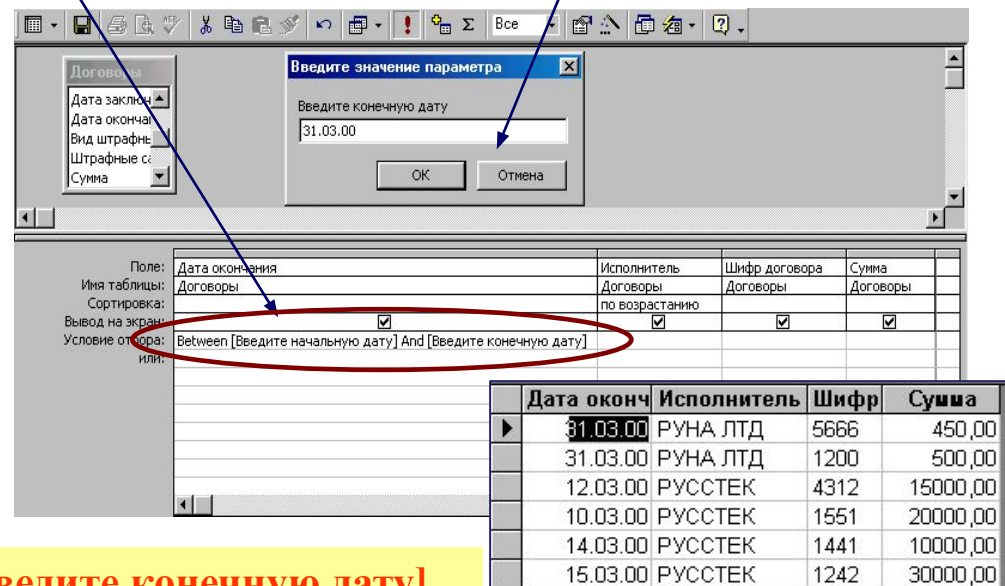 Все
Договоры
Дата заключ
Дата окончан
Вид штрафнь
Штрафные са
Сумма
Введите значение параметра
Введите конечную дату
31.03.00
ОК
Отмена
Поле: Дата окончания Исполнитель Шифр договора Сумма
Имя таблицы: Договоры Договоры Договоры Договоры
Сортировка: по возрастанию
Вывод на экран:
Условие отбора: Between [Введите начальную дату] And [Введите конечную дату]
или:
Дата оконч Исполнитель Шифр Сумма
31.03.00 РУНА ЛТД 5666 450,00
31.03.00 РУНА ЛТД 1200 500,00
12.03.00 РУССТЕК 4312 15000,00
10.03.00 РУССТЕК 1551 20000,00
14.03.00 РУССТЕК 1441 10000,00
15.03.00 РУССТЕК 1242 30000,00
ведите конечную дату]